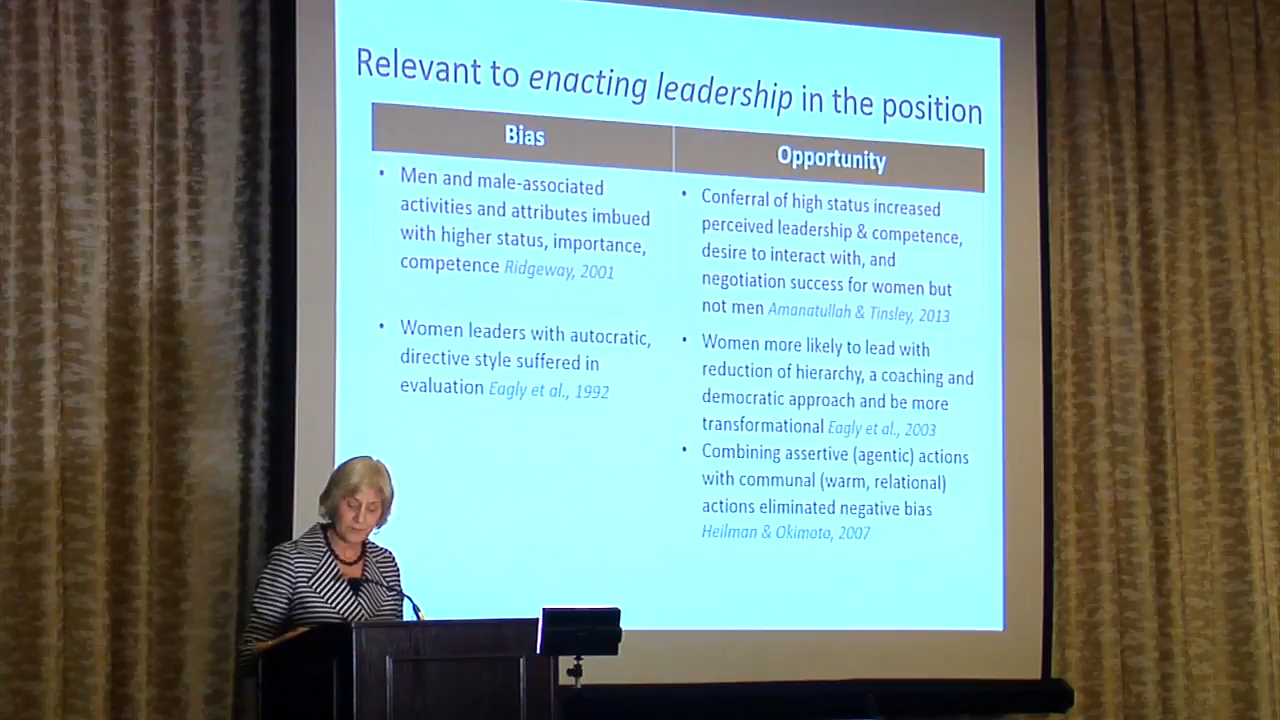 Relevant to enacting leadership in the position
Bias
Opportunity
• Men and male-associated
activities and attributes imbued
with higher status, importance,
competence Ridgeway, 2001
• Women leaders with autocratic,
directive style suffered in
evaluation Eagly et al., 1992
• Conferral of high status increased
perceived leadership & competence,
desire to interact with, and
negotiation success for women but
not men Amanatullah & Tinsley, 2013
• Women more likely to lead with
reduction of hierarchy, a coaching and
democratic approach and be more
transformational Eagly et al., 2003
• Combining assertive (agentic) actions
with communal (warm, relational)
actions eliminated negative bias
Heilman & Okimoto, 2007